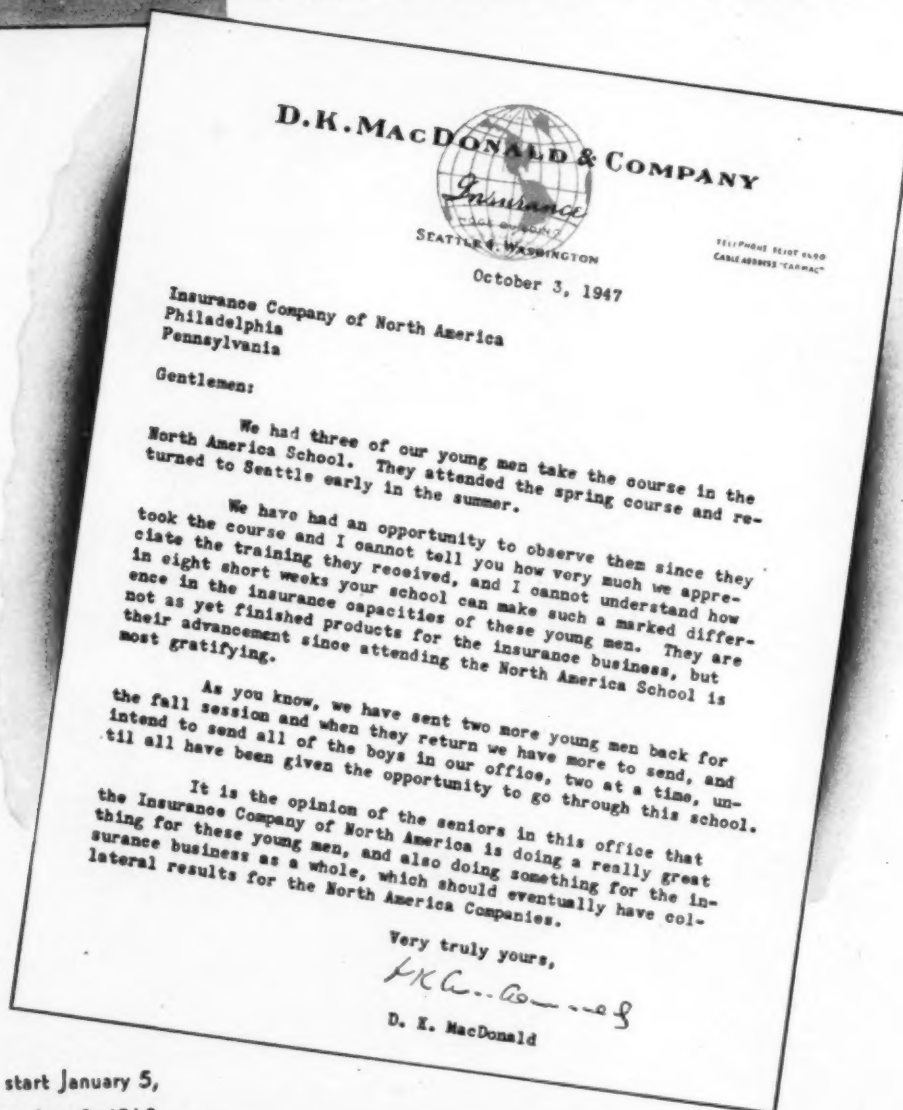 D.K. MacDonald & Company
Insurance
Seattle 4, Washington
TELEPHONE ELIOT
CABLE ADDRESS "CARMAC"
October 3, 1947
Insurance Company of North America
Philadelphia
Pennsylvania
Gentlemen:
We had three of our young men take the course in the
North America School. They attended the spring course and re-
turned to Seattle early in the summer.
We have had an opportunity to observe them since they
took the course and I cannot tell you how very much we appre-
ciate the training they received, and I cannot understand how
in eight short weeks your school can make such a marked differ-
ence in the insurance capacities of these young men. They are
not as yet finished products for the insurance business, but
their advancement since attending the North America School is
most gratifying.
As you know, we have sent two more young men back for
the fall session and when they return we have more to send, and
intend to send all of the boys in our office, two at a time, un-
til all have been given the opportunity to go through this school.
It is the opinion of the seniors in this office that
the Insurance Company of North America is doing a really great
thing for these young men, and also doing something for the in-
surance business as a whole, which should eventually have col-
lateral results for the North America Companies.
Very truly yours,
D. K. MacDonald
start January 5,